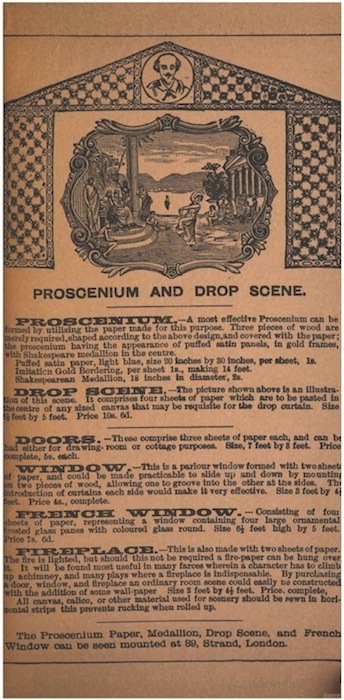 PROSCENIUM AND DROP SCENE.
PROSCENIUM.—A most effective Proscenium can be
formed by utilising the paper made for this purpose. Three pieces of wood are
merely required, shaped according to the above design, and covered with the paper;
the proscenium having the appearance of puffed satin panels, in gold frames,
with Shakespeare medallion in the centre.
Puffed satin paper, light blue, size 20 inches by 30 inches, per sheet, 1s.
Imitation Gold Bordering, per sheet 1s., making 14 feet.
Shakespearean Medallion, 18 inches in diameter,
DROP SCENE.—The picture shown above is an illustra-
tion of this scene. It comprises four sheets of paper which are to be pasted in
the centre of any sized canvas that may be requisite for the drop curtain. Size
feet by 5 feet. Price 10s. 6d.
DOORS.—These comprise three sheets of paper each, and can be
had either for drawing-room or cottage purposes. Size, 7 feet by 3 feet. Price
complete, 5s. each.
WINDOW.—This is a parlour window formed with two sheets
of paper, and could be made practicable to slide up and down by mounting
on two pieces of wood, allowing one to groove into the other at the sides. Th
introduction of curtains each side would make it very effective. Size 3 feet by
feet. Price complete.
FRENCH WINDOW.—Consisting of fou
sheets of paper, representing a window containing four large ornamental
frosted glass panes with coloured glass round. Size 6½ feet high by 5 feet.
Price 7s. 6d.
FIREPLACE.—This is also made with two sheets of paper.
The fire is lighted, but should this not be required a fire-paper can be hung over
it. It will be found most useful in many farces wherein a character has to climb
up a chimney, and many plays where a fireplace is indispensable. By purchasing
a door, window, and fireplace an ordinary room scene could easily be constructed
with the addition of some wall-paper Size 3 feet by 4½ feet. Price, complete,
All canvas, calico, or other material used for scenery should be sewn in hori-
zontal strips this prevents rucking when rolled up.
The Proscenium Paper, Medallion, Drop Scene, and French
Window can be seen mounted at 89, Strand, London.